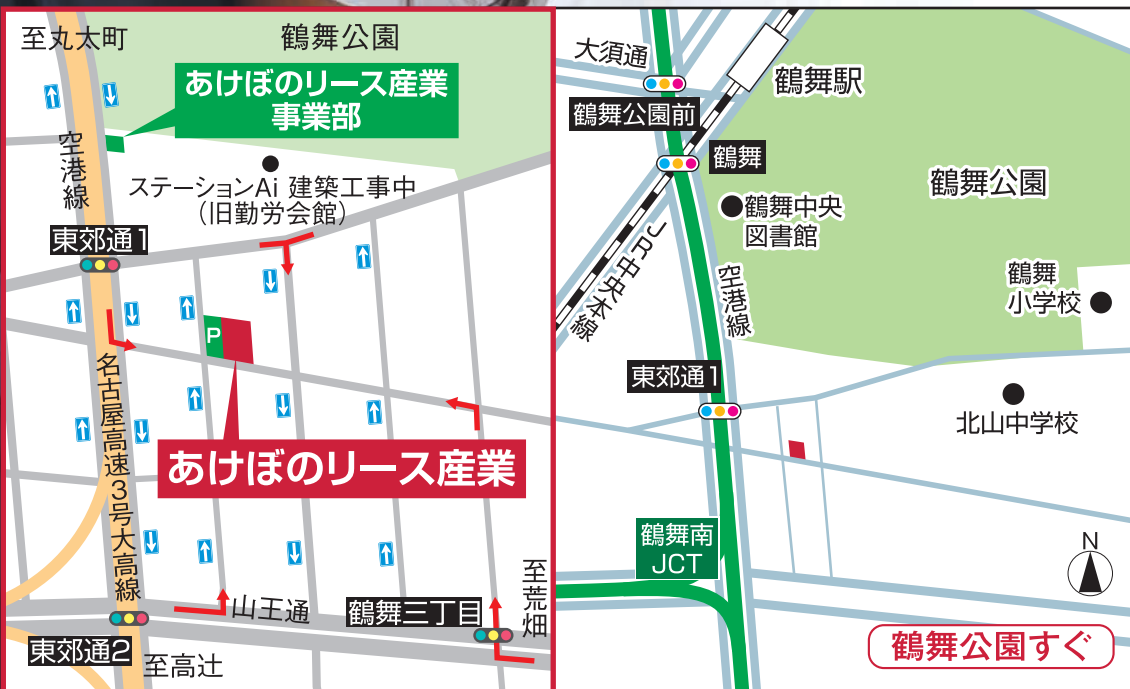 至丸太町
鶴舞公園
あけぼのリース産業
事業部
空港線
ステーションAi 建築工事中
(旧勤労会館)
東郊通1
P
名古屋高速3号大高線
あけぼのリース産業
山王通
鶴舞三丁目
至荒畑
東郊通2
至高辻
大須通
鶴舞駅
鶴舞公園前
鶴舞
鶴舞公園
鶴舞中央
図書館
JR中央本線
空港線
鶴舞
小学校
東郊通1
北山中学校
鶴舞南
JCT
N
鶴舞公園すぐ